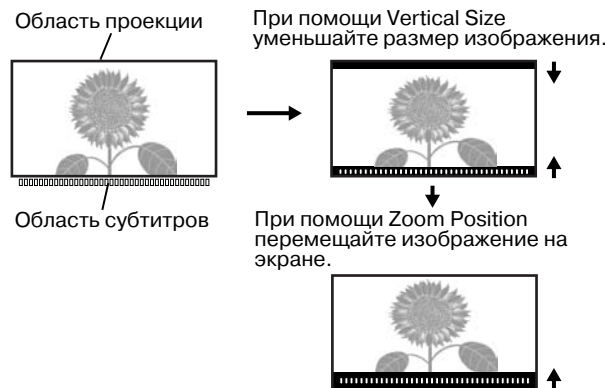 Область проекции
При помощи Vertical Size
уменьшайте размер изображения.
Область субтитров
При помощи Zoom Position
перемещайте изображение на
экране.